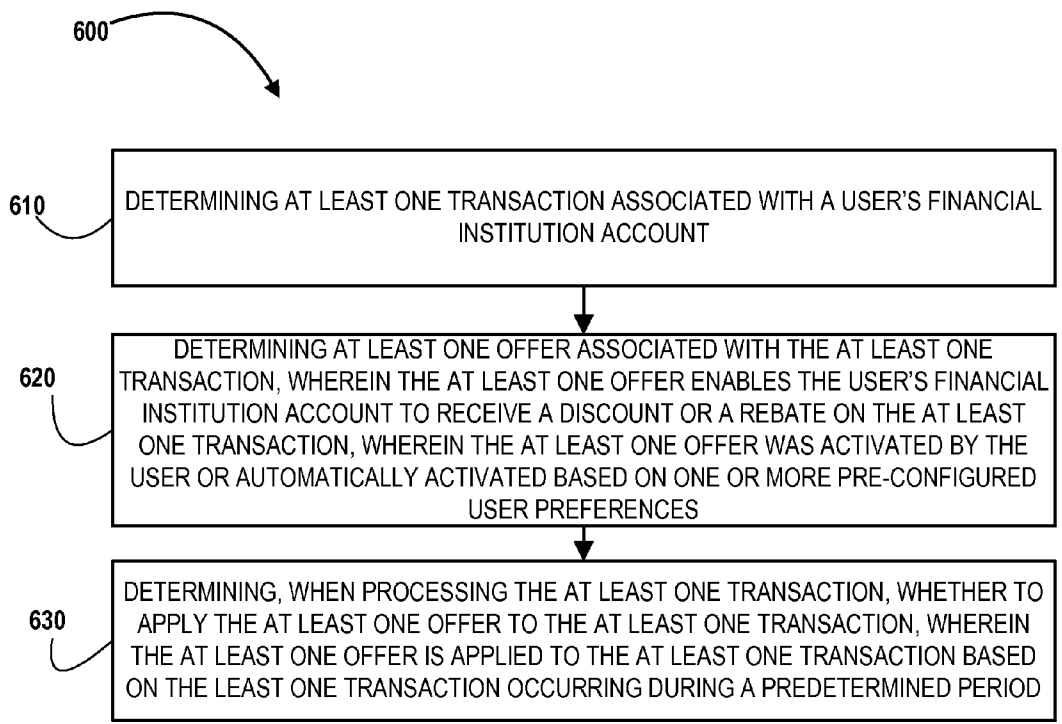 600
610
DETERMINING AT LEAST ONE TRANSACTION ASSOCIATED WITH A USER'S FINANCIAL
INSTITUTION ACCOUNT
620
DETERMINING AT LEAST ONE OFFER ASSOCIATED WITH THE AT LEAST ONE
TRANSACTION, WHEREIN THE AT LEAST ONE OFFER ENABLES THE USER'S FINANCIAL
INSTITUTION ACCOUNT TO RECEIVE A DISCOUNT OR A REBATE ON THE AT LEAST
ONE TRANSACTION, WHEREIN THE AT LEAST ONE OFFER WAS ACTIVATED BY THE
USER OR AUTOMATICALLY ACTIVATED BASED ON ONE OR MORE PRE-CONFIGURED
USER PREFERENCES
630
DETERMINING, WHEN PROCESSING THE AT LEAST ONE TRANSACTION, WHETHER TO
APPLY THE AT LEAST ONE OFFER TO THE AT LEAST ONE TRANSACTION, WHEREIN
THE AT LEAST ONE OFFER IS APPLIED TO THE AT LEAST ONE TRANSACTION BASED
ON THE LEAST ONE TRANSACTION OCCURRING DURING A PREDETERMINED PERIOD